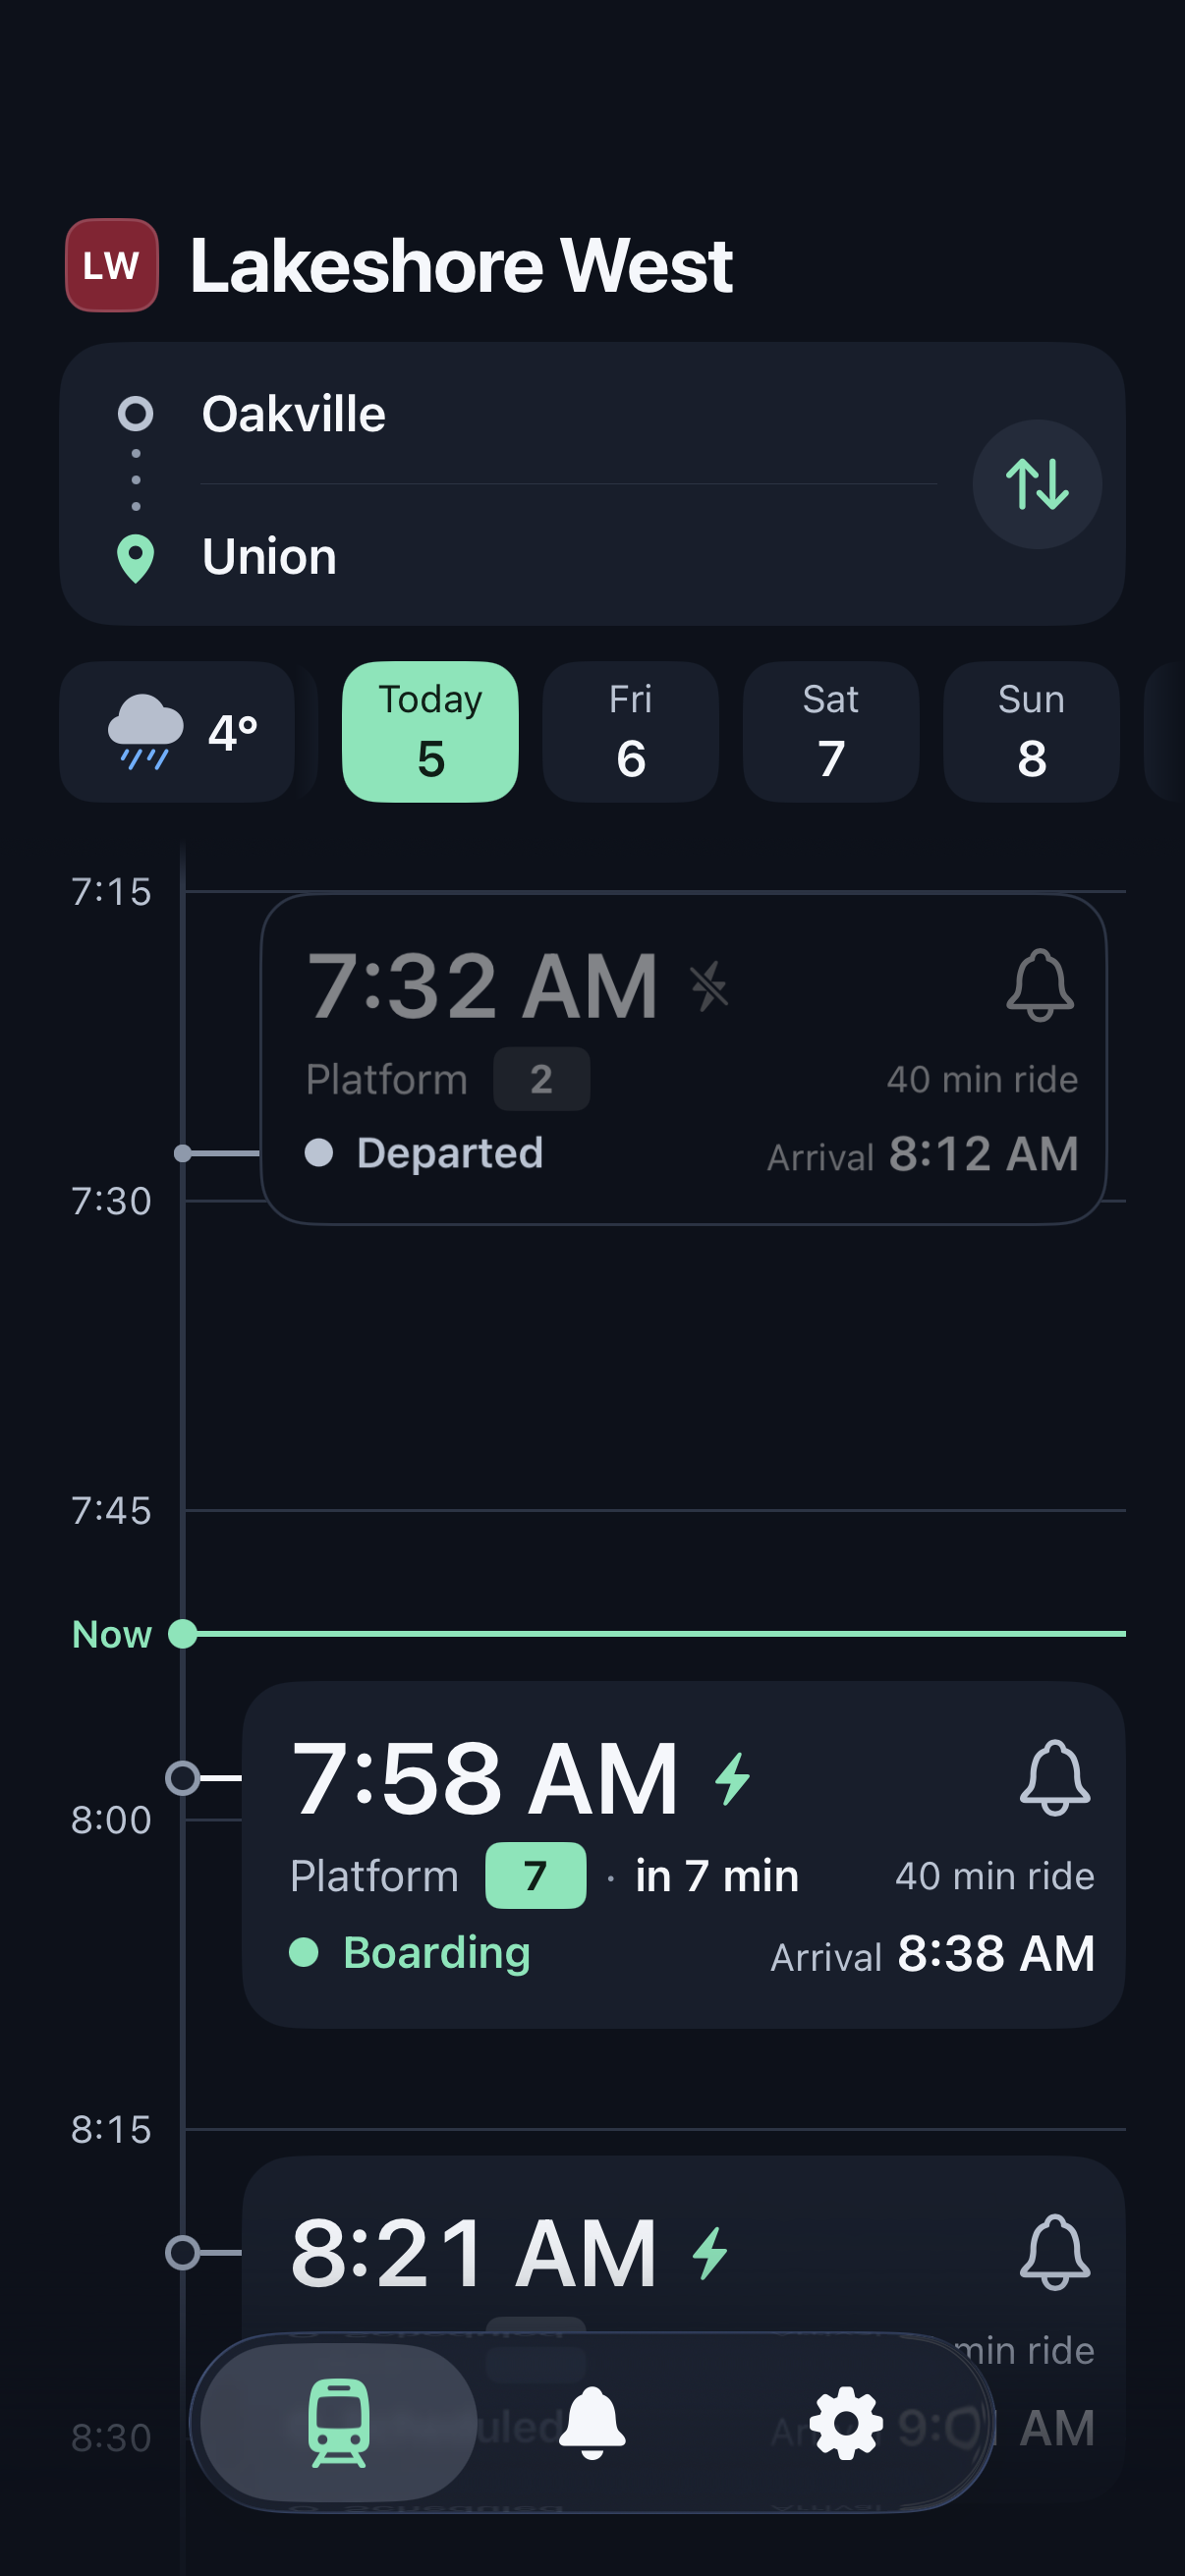 LW Lakeshore West
Oakville
Union
4°
Today
5
Fri
6
Sat
7
Sun
8
7:15
7:32 AM
Platform 2
40 min ride
Departed
Arrival 8:12 AM
7:30
7:45
Now
7:58 AM
8:00
Platform 7 · in 7 min
40 min ride
Boarding
Arrival 8:38 AM
8:15
8:21 AM
min ride
8:30
AM